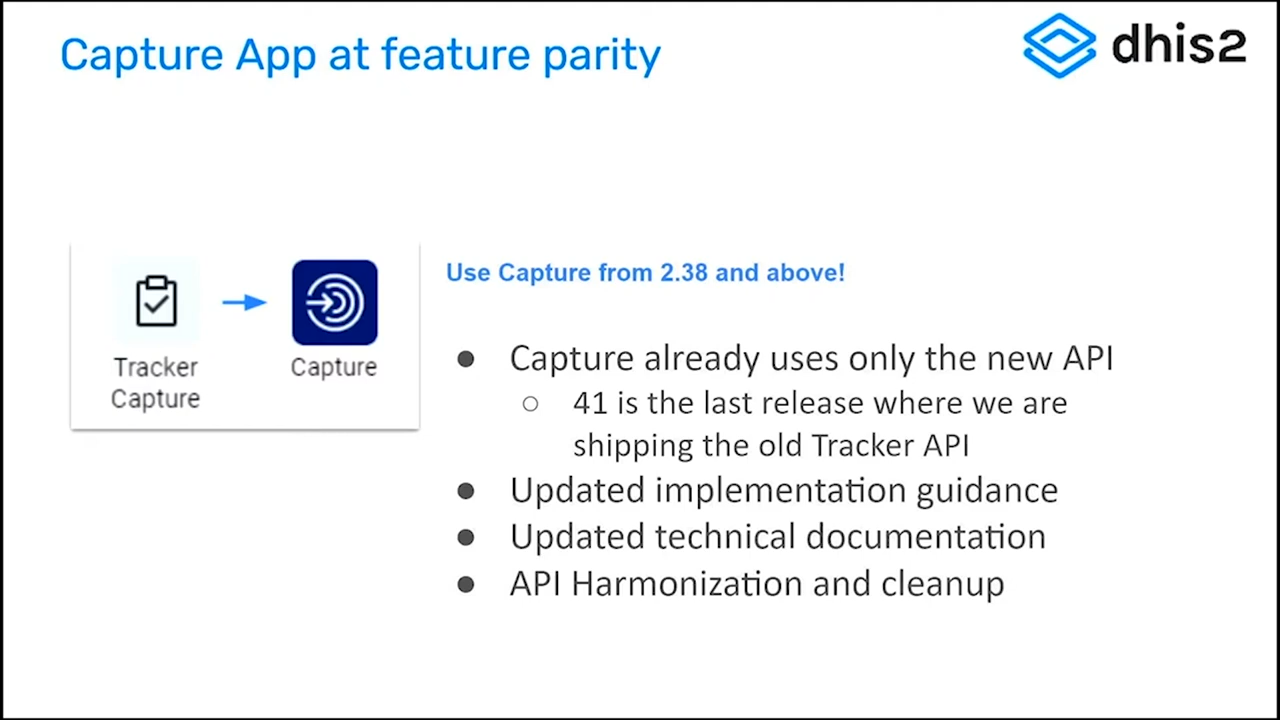 Capture App at feature parity
dhis2
Tracker
Capture
Capture
Use Capture from 2.38 and above!
● Capture already uses only the new API
○ 41 is the last release where we are
shipping the old Tracker API
● Updated implementation guidance
● Updated technical documentation
● API Harmonization and cleanup